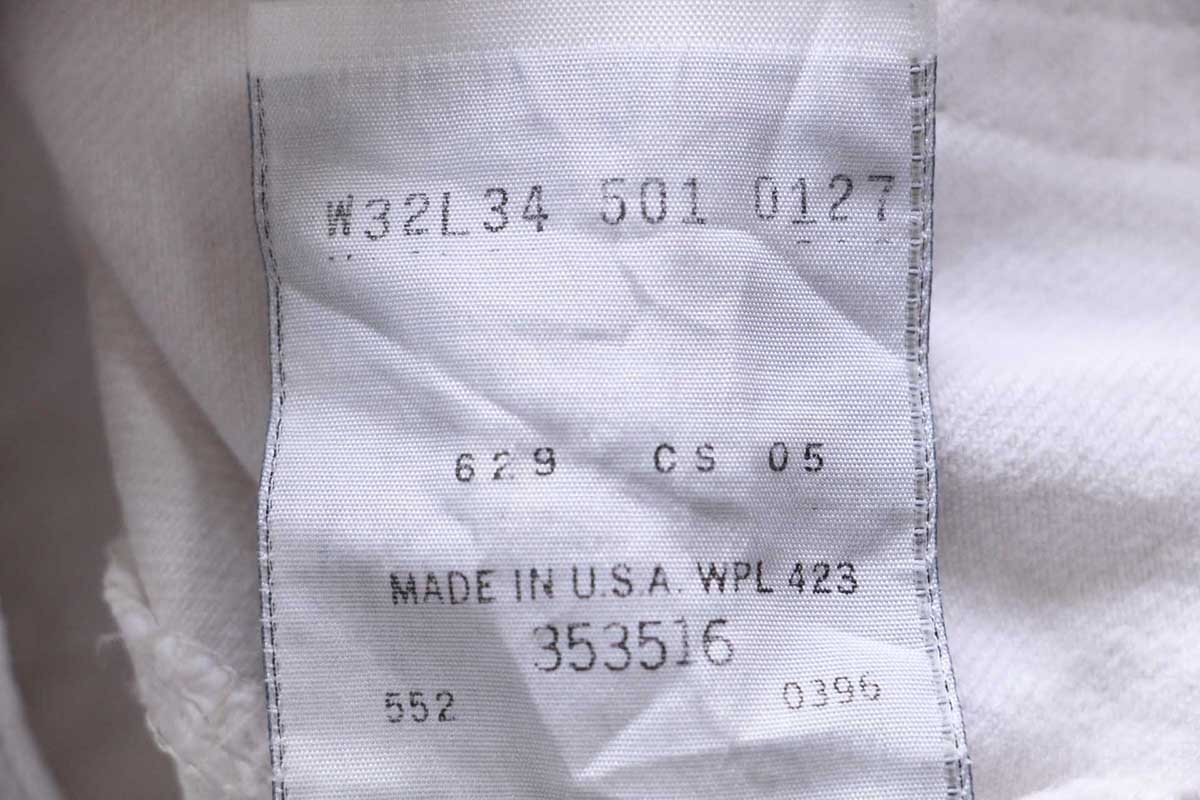 W32L34 501 0127
629 CS 05
MADE IN U.S.A. WPL 423
353516
552 0396